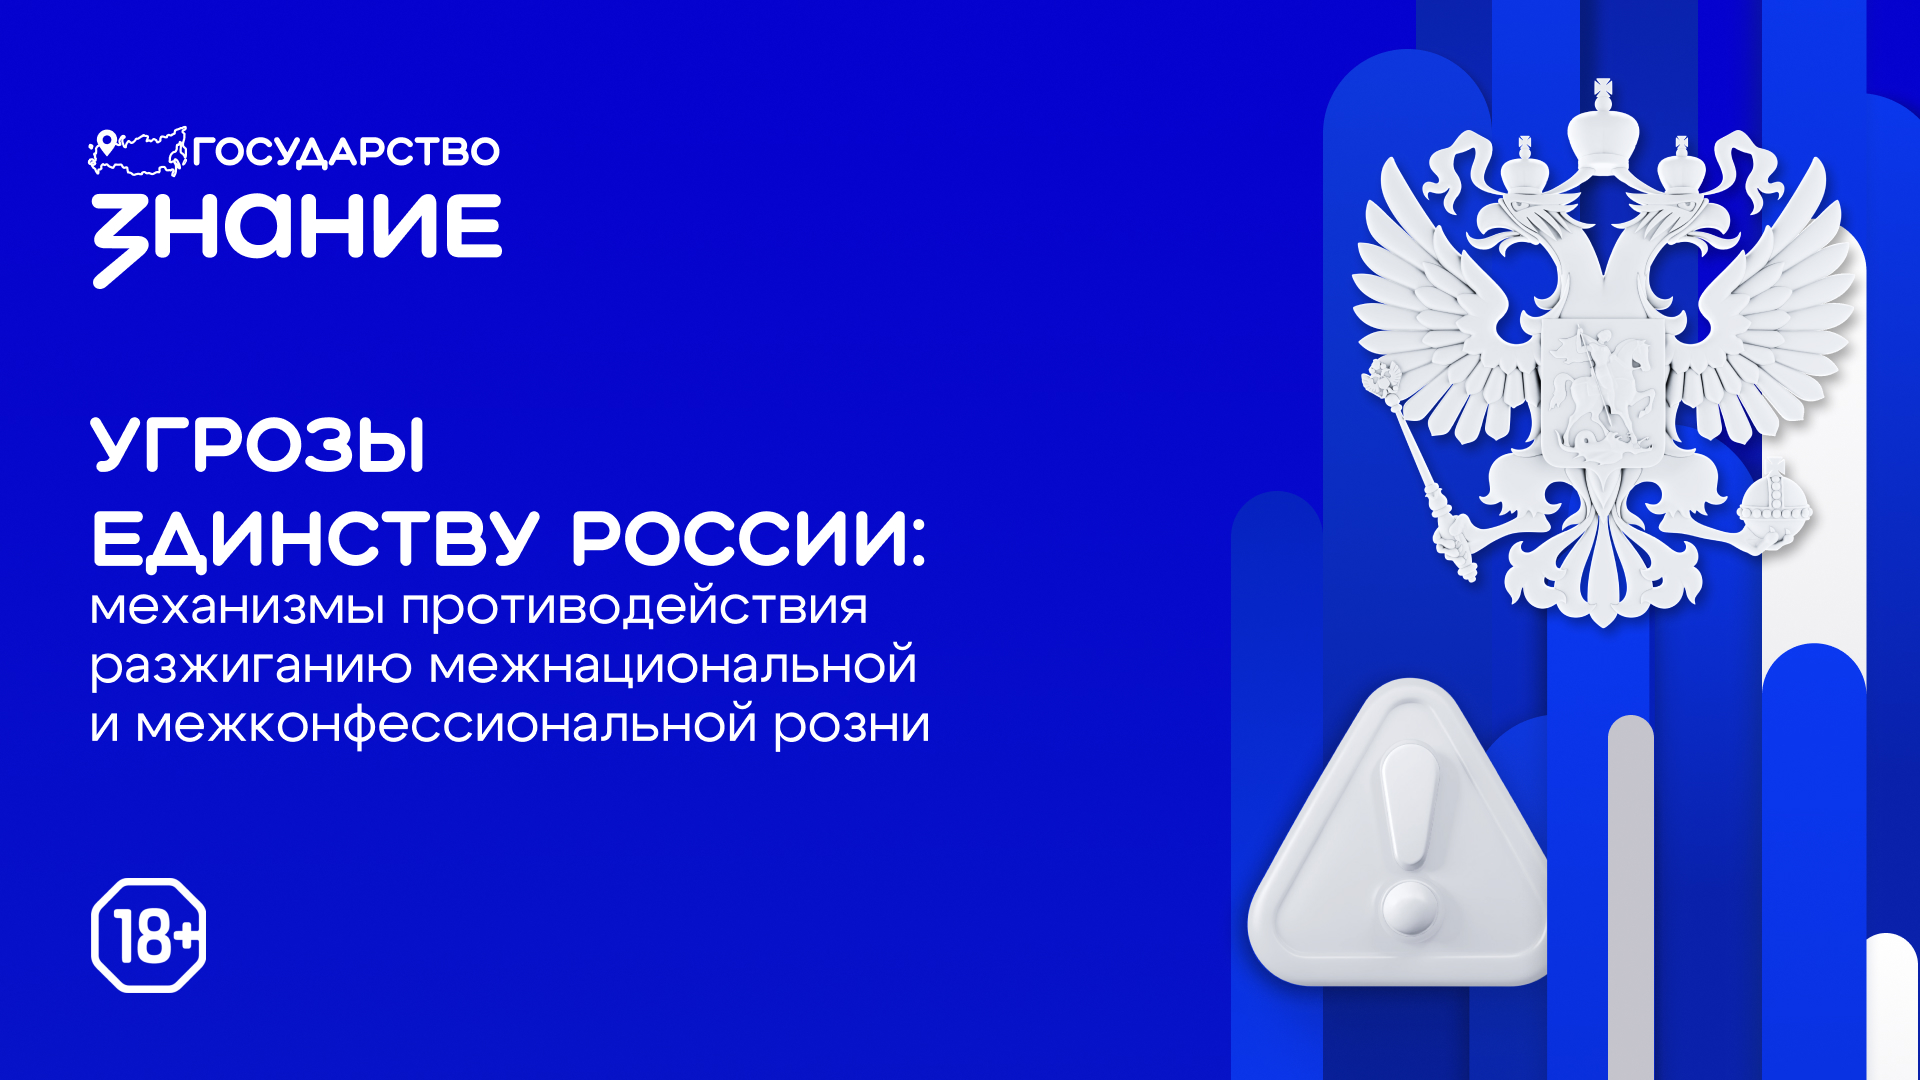 ГОСУДАРСТВО
ЗНАНИЕ
УГРОЗЫ
ЕДИНСТВУ РОССИИ:
механизмы противодействия
разжиганию межнациональной
и межконфессиональной розни
18+